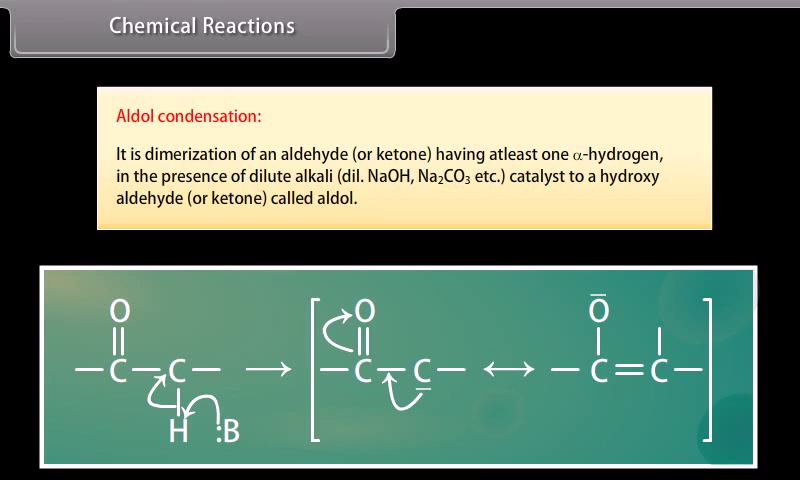 Chemical Reactions
Aldol condensation:
It is dimerization of an aldehyde (or ketone) having atleast one α-hydrogen,
in the presence of dilute alkali (dil. NaOH, Na₂CO₃ etc.) catalyst to a hydroxy
aldehyde (or ketone) called aldol.
O O O
C C C C C C
H :B